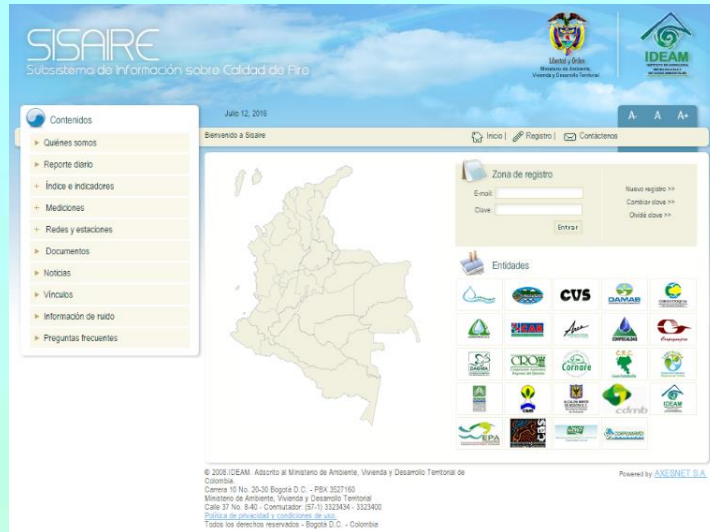 SISAIRE
Subsistema de Información sobre Calidad de Aire
Libertad y Orden
Ministerio de Ambiente,
Vivienda y Desarrollo Territorial
IDEAM
Contenidos
Quiénes somos
Reporte diario
Índice e indicadores
Mediciones
Redes y estaciones
Documentos
Noticias
Vínculos
Información de ruido
Preguntas frecuentes
Julio 12, 2016
A- A A+
Bienvenido a Sisaire
Inicio | Registro | Contáctenos
Zona de registro
E-mail:
Clave:
Entrar
Nuevo registro >>
Cambiar clave >>
Olvidé clave >>
Entidades
CVS
DAMAB
CORPOCALDAS
DAGMA
CRQ
Cornare
C.R.C.
CAM
cdmb
IDEAM
EPA
CAS
© 2008.IDEAM. Adscrito al Ministerio de Ambiente, Vivienda y Desarrollo Territorial de
Colombia.
Carrera 10 No. 20-30 Bogotá D.C. - PBX 3527160
Ministerio de Ambiente, Vivienda y Desarrollo Territorial
Calle 37 No. 8-40 - Conmutador: (57-1) 3323434 - 3323400
Política de privacidad y condiciones de uso.
Todos los derechos reservados - Bogotá D.C. - Colombia
Powered by AXESNET S.A.